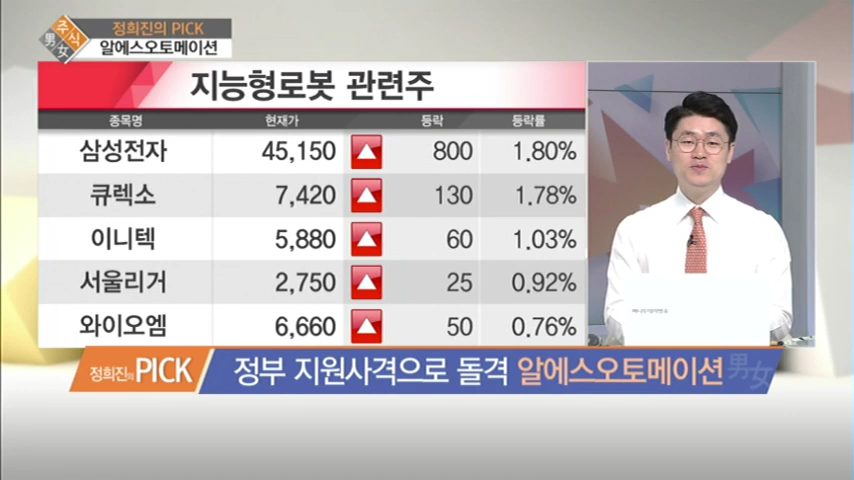 주식
男女
정희진의 PICK
알에스오토메이션
지능형로봇 관련주
종목명 현재가 등락 등락률
삼성전자 45,150 ▲ 800 1.80%
큐렉소 7,420 ▲ 130 1.78%
이니텍 5,880 ▲ 60 1.03%
서울리거 2,750 ▲ 25 0.92%
와이오엠 6,660 ▲ 50 0.76%
정희진의 PICK 정부 지원사격으로 돌격 알에스오토메이션
男女